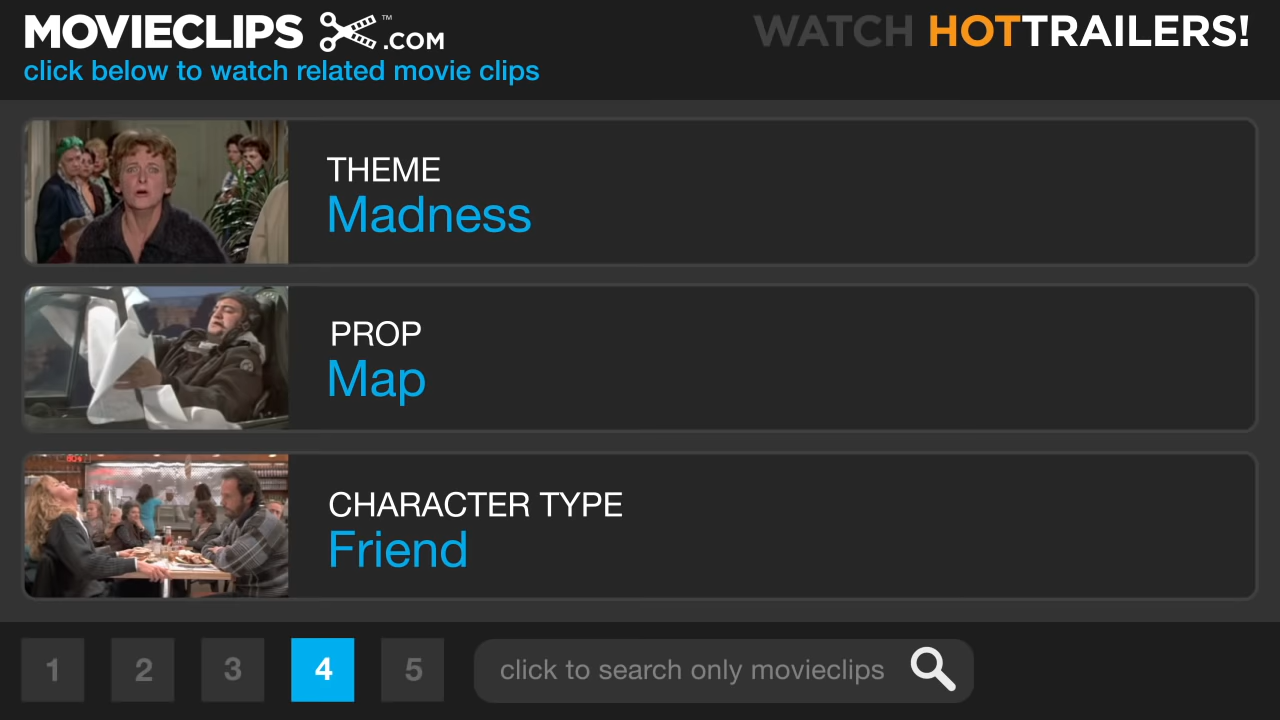 MOVIECLIPS ™ .COM
WATCH HOTTRAILERS!
click below to watch related movie clips
THEME
Madness
PROP
Map
CHARACTER TYPE
Friend
1 2 3 4 5 click to search only movieclips